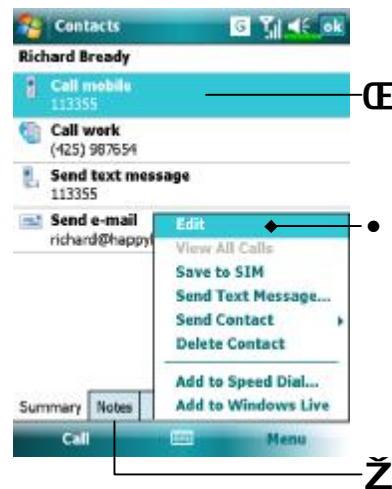 Contacts G ok
Richard Bready
Call mobile
113355
Œ
Call work
(425) 987654
Send text message
113355
Send e-mail
richard@happyl
Edit
•
View All Calls
Save to SIM
Send Text Message...
Send Contact
Delete Contact
Add to Speed Dial...
Add to Windows Live
Summary Notes
Call Menu
Ž